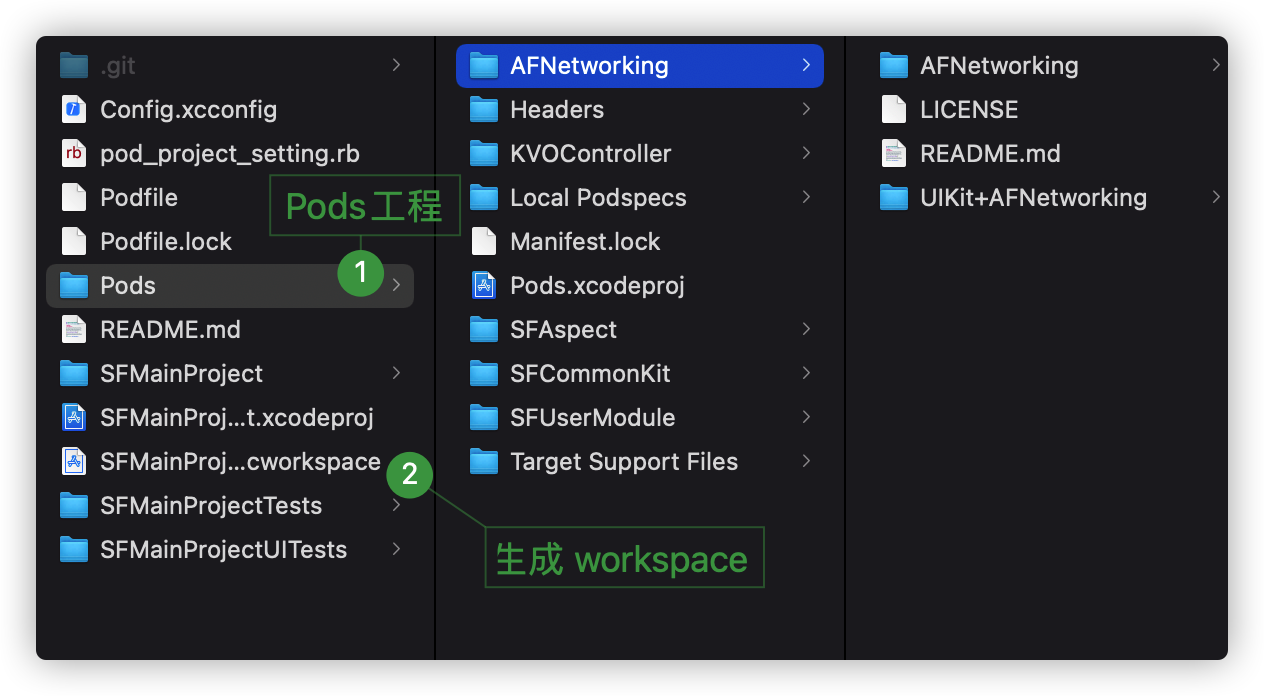 .git
Config.xcconfig
pod_project_setting.rb
Podfile
Podfile.lock
Pods
README.md
SFMainProject
SFMainProj...t.xcodeproj
SFMainProj...cworkspace
SFMainProjectTests
SFMainProjectUITests
Pods工程
1
2
生成 workspace
AFNetworking
Headers
KVOController
Local Podspecs
Manifest.lock
Pods.xcodeproj
SFAspect
SFCommonKit
SFUserModule
Target Support Files
AFNetworking
LICENSE
README.md
UIKit+AFNetworking